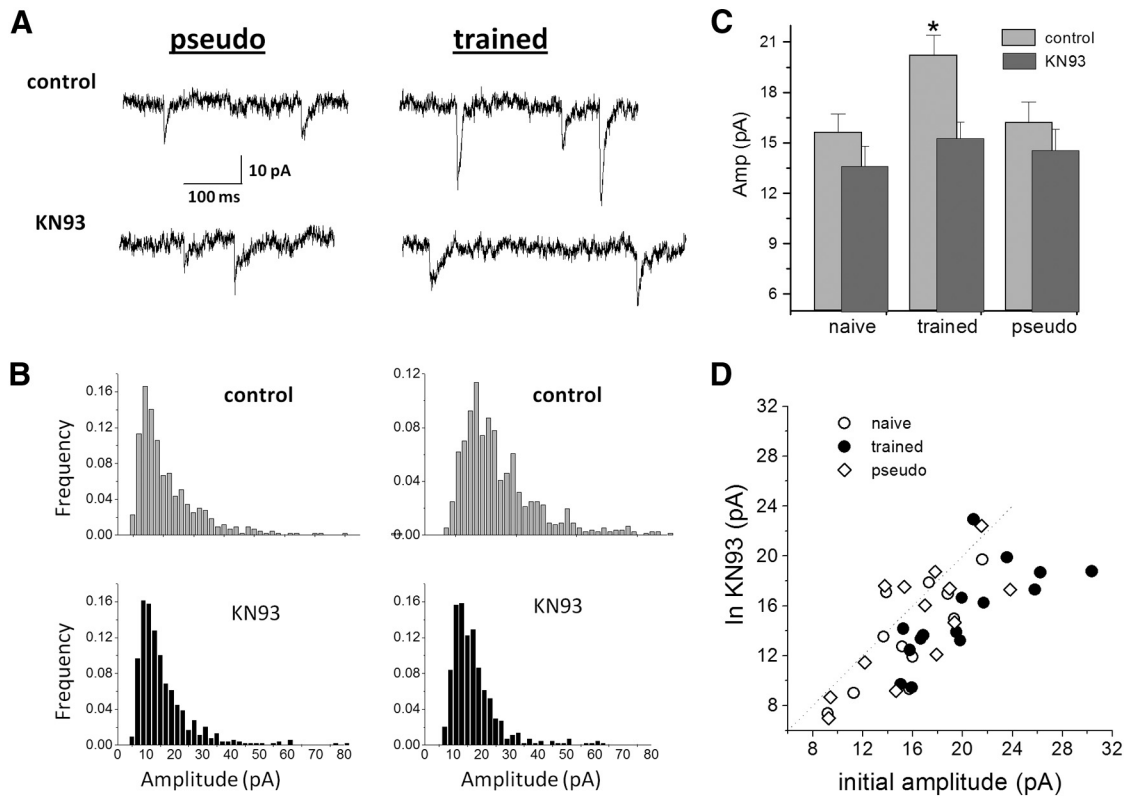 A
pseudo
trained
control
10 pA
100 ms
KN93
B
Frequency
0.16
0.12
0.08
0.04
0.00
control
0.12
0.08
0.04
0.00
control
Frequency
0.16
0.12
0.08
0.04
0.00
KN93
0 10 20 30 40 50 60 70 80
Amplitude (pA)
0.16
0.12
0.08
0.04
0.00
KN93
0 10 20 30 40 50 60 70 80
Amplitude (pA)
C
Amp (pA)
21
18
15
12
9
6
*
control
KN93
naive trained pseudo
D
In KN93 (pA)
32
28
24
20
16
12
8
naive
trained
pseudo
8 12 16 20 24 28 32
initial amplitude (pA)